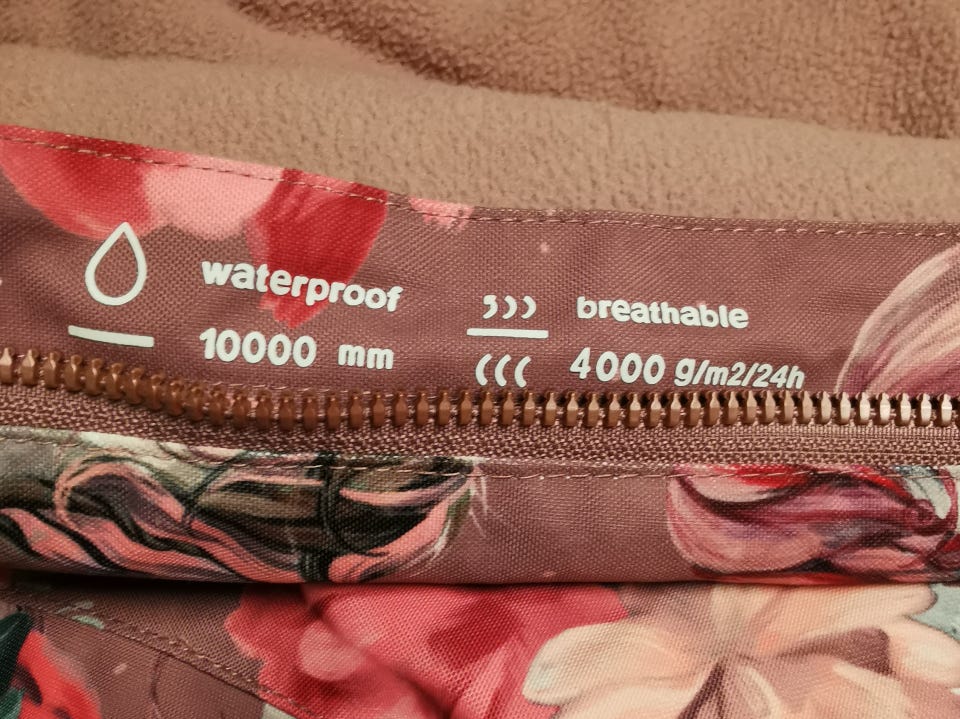 waterproof
10000 mm
breathable
4000 g/m2/24h